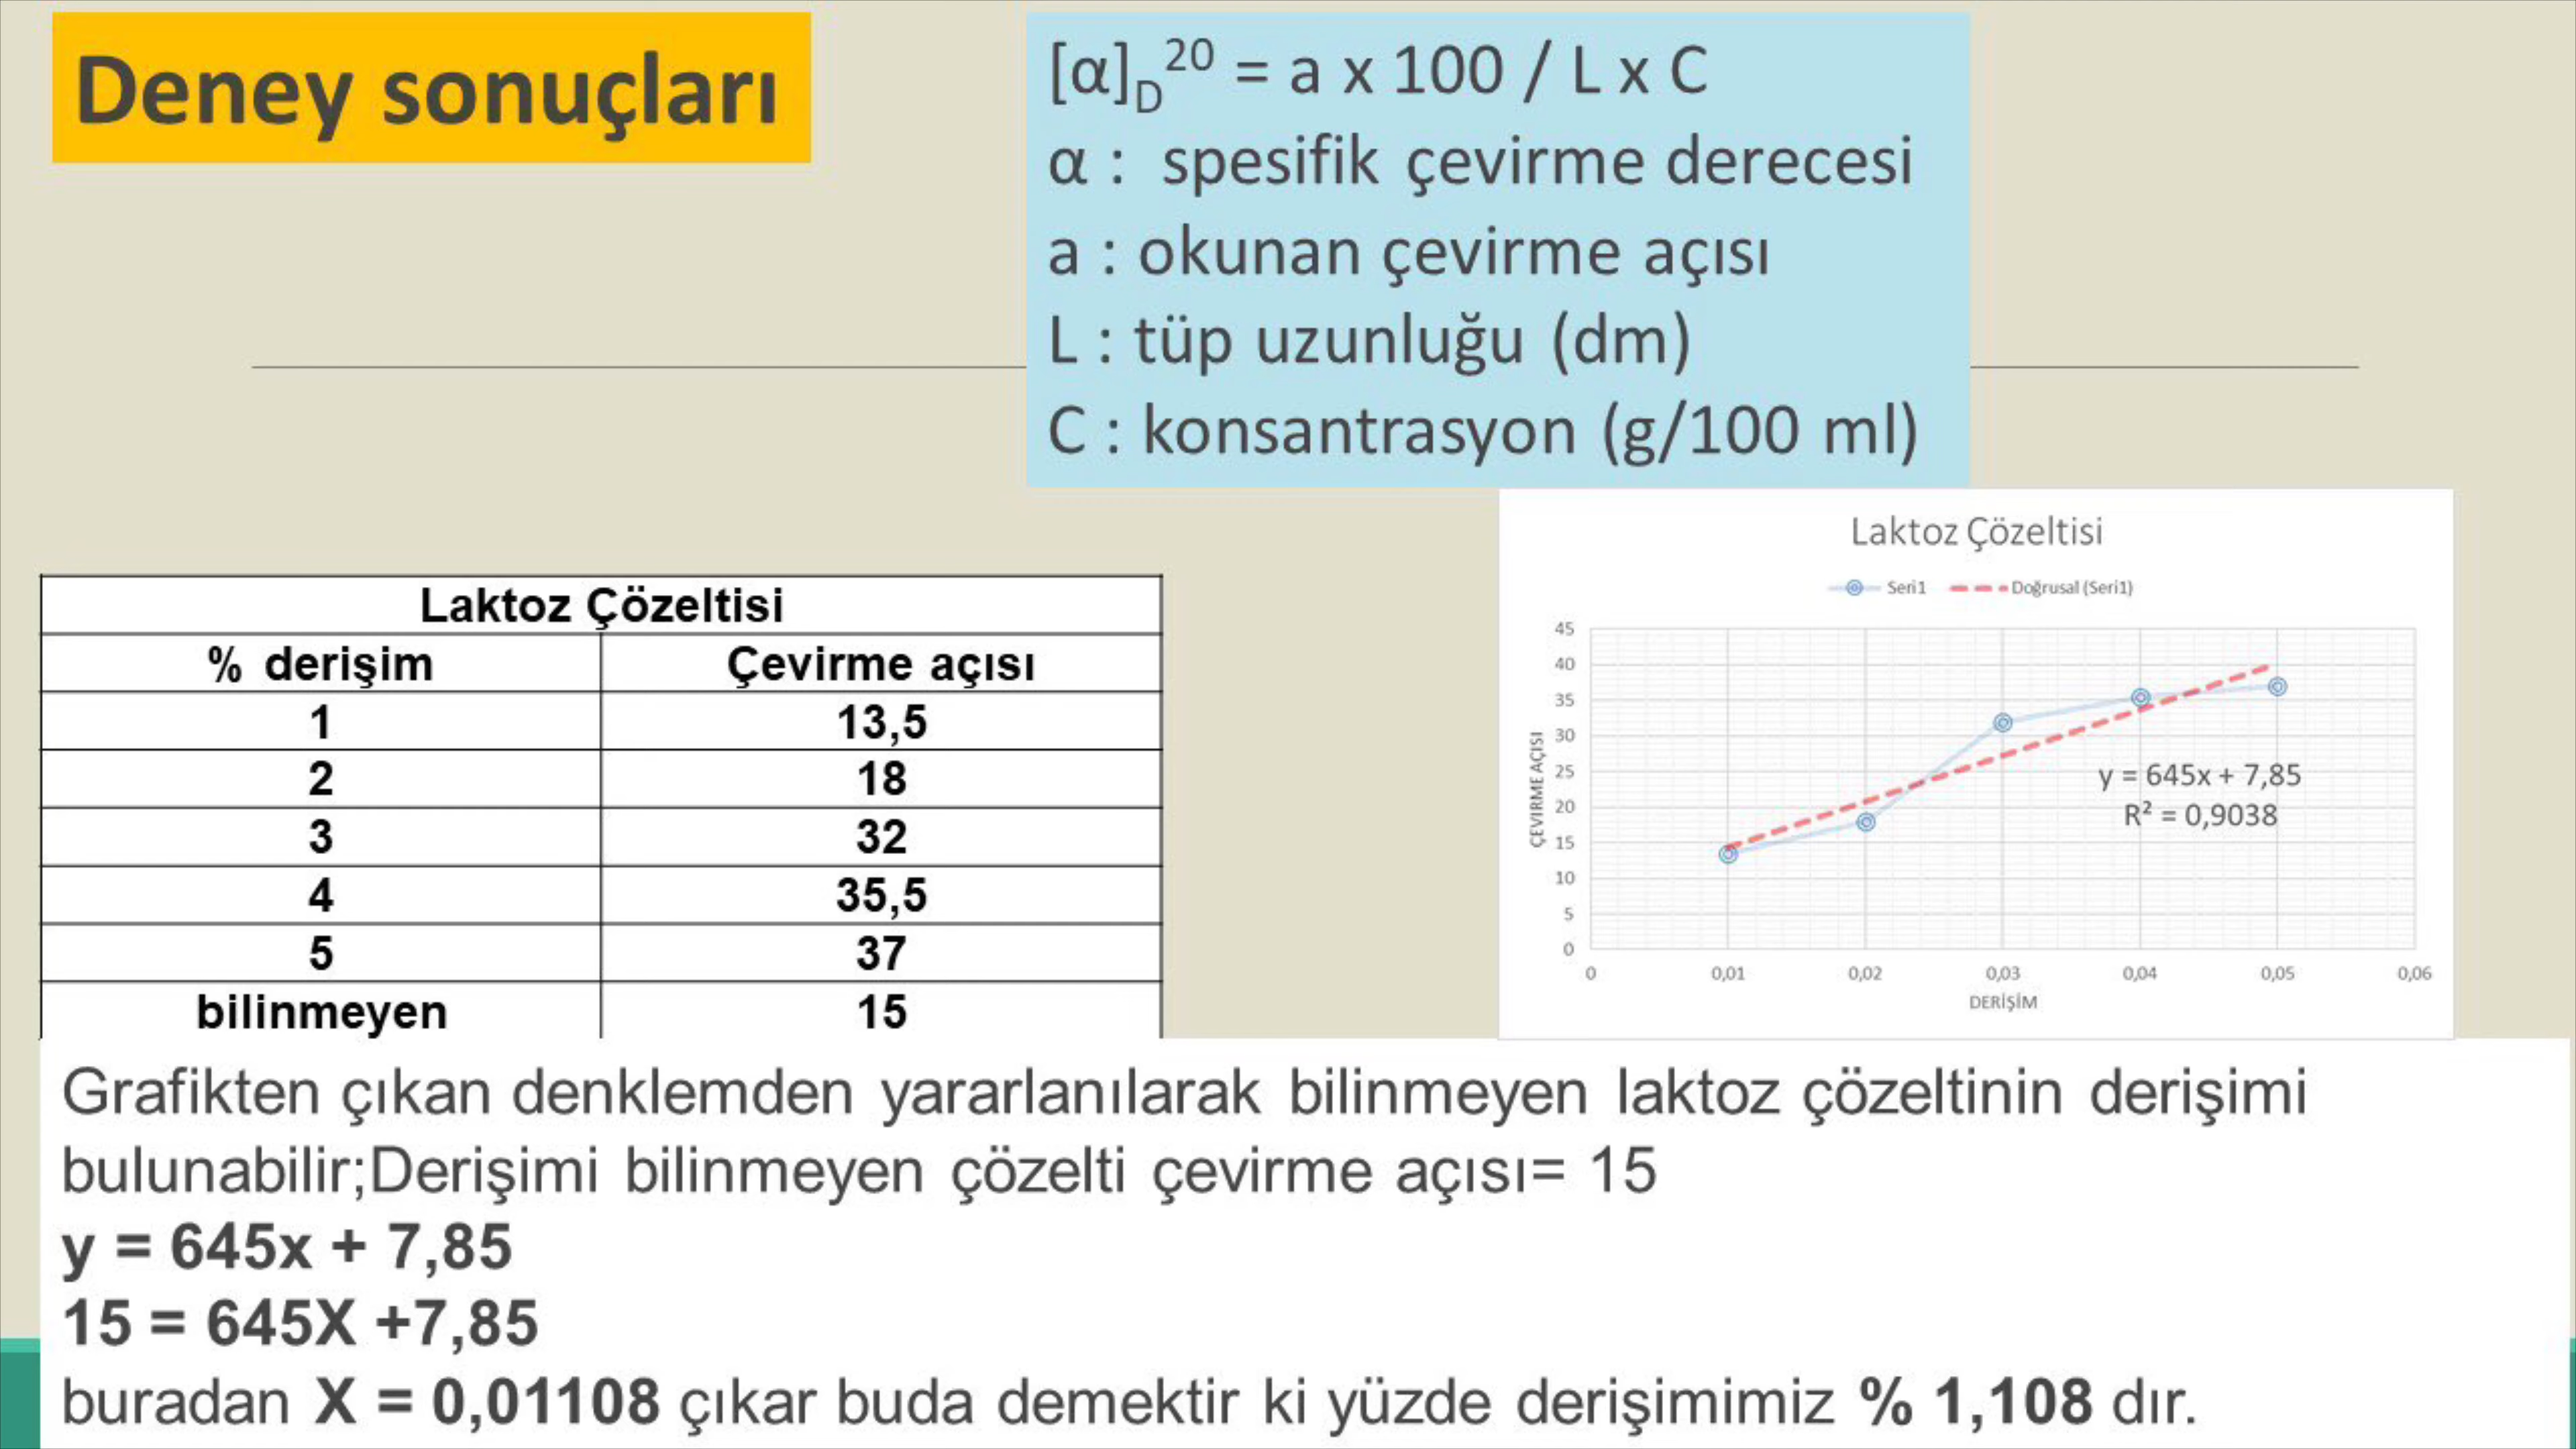 Deney sonuçları
[α]D20 = a x 100 / L x C
α : spesifik çevirme derecesi
a : okunan çevirme açısı
L : tüp uzunluğu (dm)
C : konsantrasyon (g/100 ml)
Laktoz Çözeltisi
% derişim Çevirme açısı
1 13,5
2 18
3 32
4 35,5
5 37
bilinmeyen 15
Laktoz Çözeltisi
Seri1 Doğrusal (Seri1)
45
40
35
30
25
20
15
10
5
0
ÇEVIRME AÇISI
y = 645x + 7,85
R² = 0,9038
0 0,01 0,02 0,03 0,04 0,05 0,06
DERİŞİM
Grafikten çıkan denklemden yararlanılarak bilinmeyen laktoz çözeltinin derişimi
bulunabilir;Derişimi bilinmeyen çözelti çevirme açısı= 15
y = 645x + 7,85
15 = 645X +7,85
buradan X = 0,01108 çıkar buda demektir ki yüzde derişimimiz % 1,108 dır.